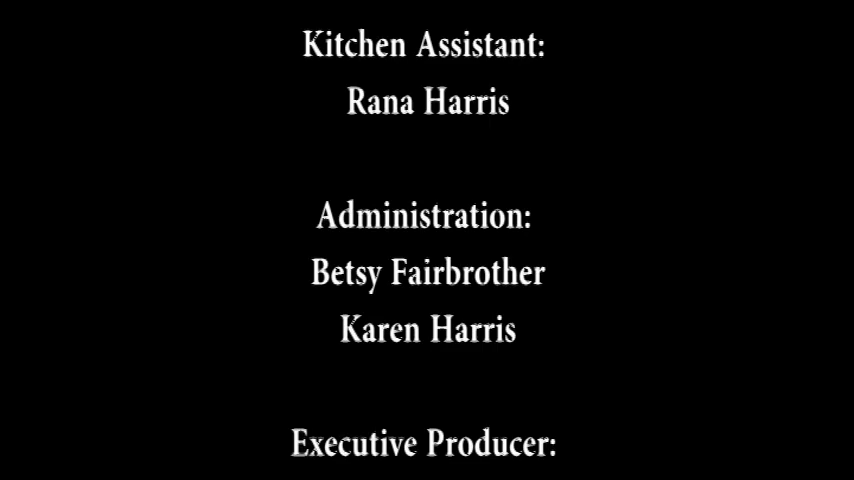 Kitchen Assistant:
Rana Harris
Administration:
Betsy Fairbrother
Karen Harris
Executive Producer: